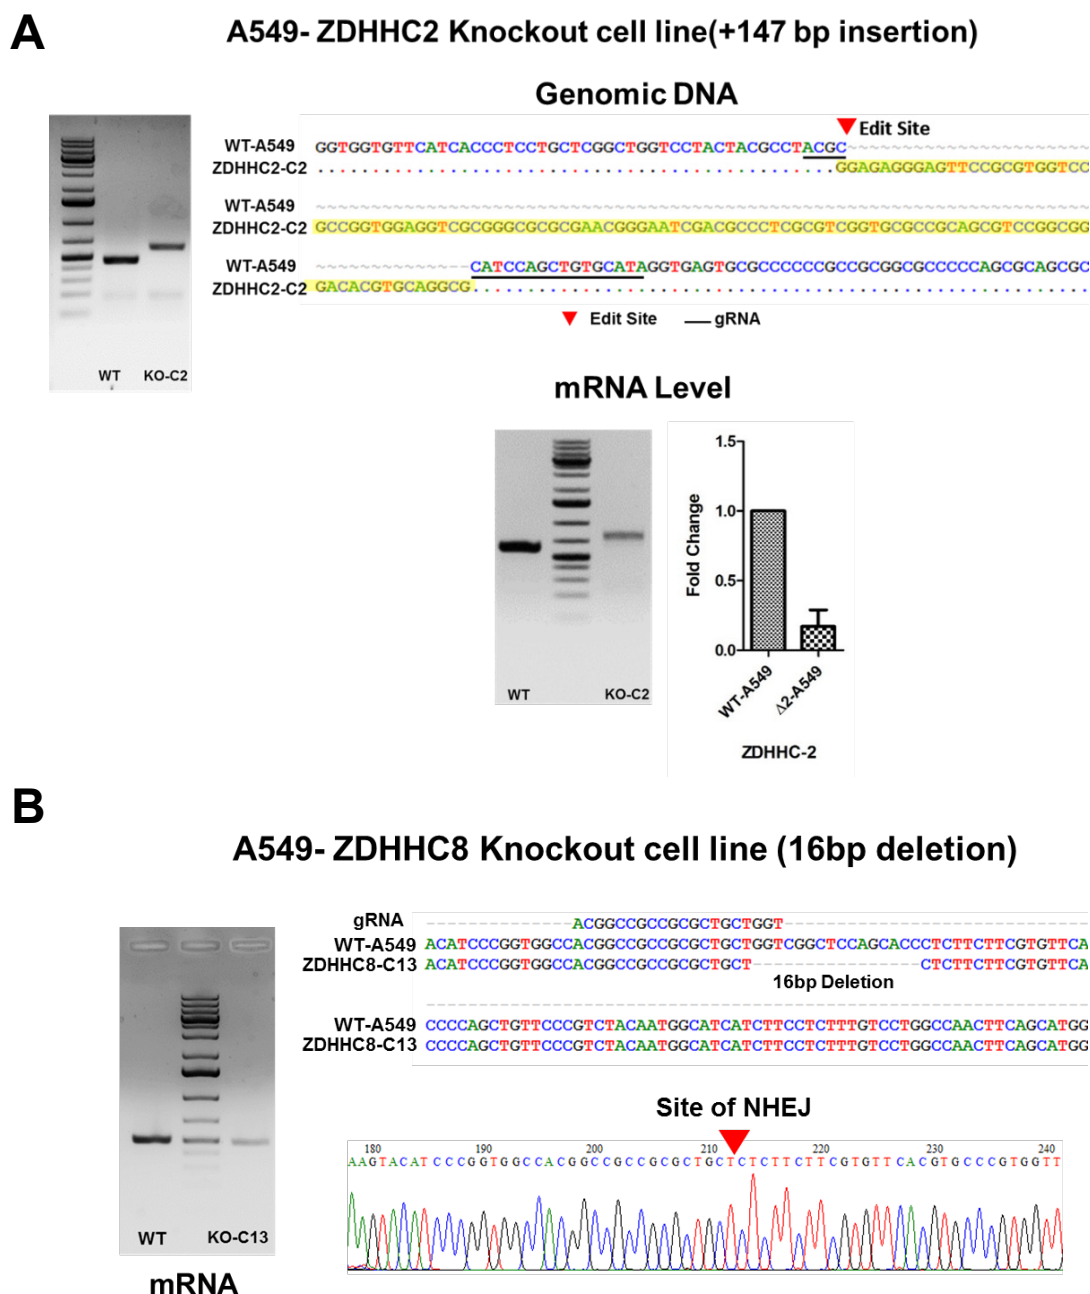 A
A549- ZDHHC2 Knockout cell line(+147 bp insertion)
Genomic DNA
Edit Site
WT-A549 GGTGGTGTTCATCACCCTCCTGCTCGGCTGGTCCTACTACGCCTACGC~~~~~~~~~~~~~~~~~~~~~~
ZDHHC2-C2 GGAGAGGGAGTTCCGCGTGGTCC
WT-A549
ZDHHC2-C2 GCCGGTGGAGGTCGCGGGCGCGCGAACGGGAATCGACGCCCTCGCGTCGGTGCGCCGCAGCGTCCGGCGG
WT-A549 CATCCAGCTGTGCATAGGTGAGTGCGCCCCCCGCCGCGGCGCCCCCAGCGCAGCGC
ZDHHC2-C2 GACACGTGCAGGCG
Edit Site gRNA
WT KO-C2
mRNA Level
WT KO-C2
Fold Change
1.5
1.0
0.5
0.0
WT-A549
Δ2-A549
ZDHHC-2
B
A549- ZDHHC8 Knockout cell line (16bp deletion)
gRNA ACGGCCGCCGCGCTGCTGGT
WT-A549 ACATCCCGGTGGCCACGGCCGCCGCGCTGCTGGTCGGCTCCAGCACCCTCTTCTTCGTGTTCA
ZDHHC8-C13 ACATCCCGGTGGCCACGGCCGCCGCGCTGCT CTCTTCTTCGTGTTCA
16bp Deletion
WT-A549 CCCCAGCTGTTCCCGTCTACAATGGCATCATCTTCCTCTTTGTCCTGGCCAACTTCAGCATGG
ZDHHC8-C13 CCCCAGCTGTTCCCGTCTACAATGGCATCATCTTCCTCTTTGTCCTGGCCAACTTCAGCATGG
Site of NHEJ
180 190 200 210 220 230 240
AAGTACATCCCGGTGGCCACGGCCGCCGCGCTGCTCTCTTCTTCGTGTTCACGTGCCCGTGGTT
WT KO-C13
mRNA